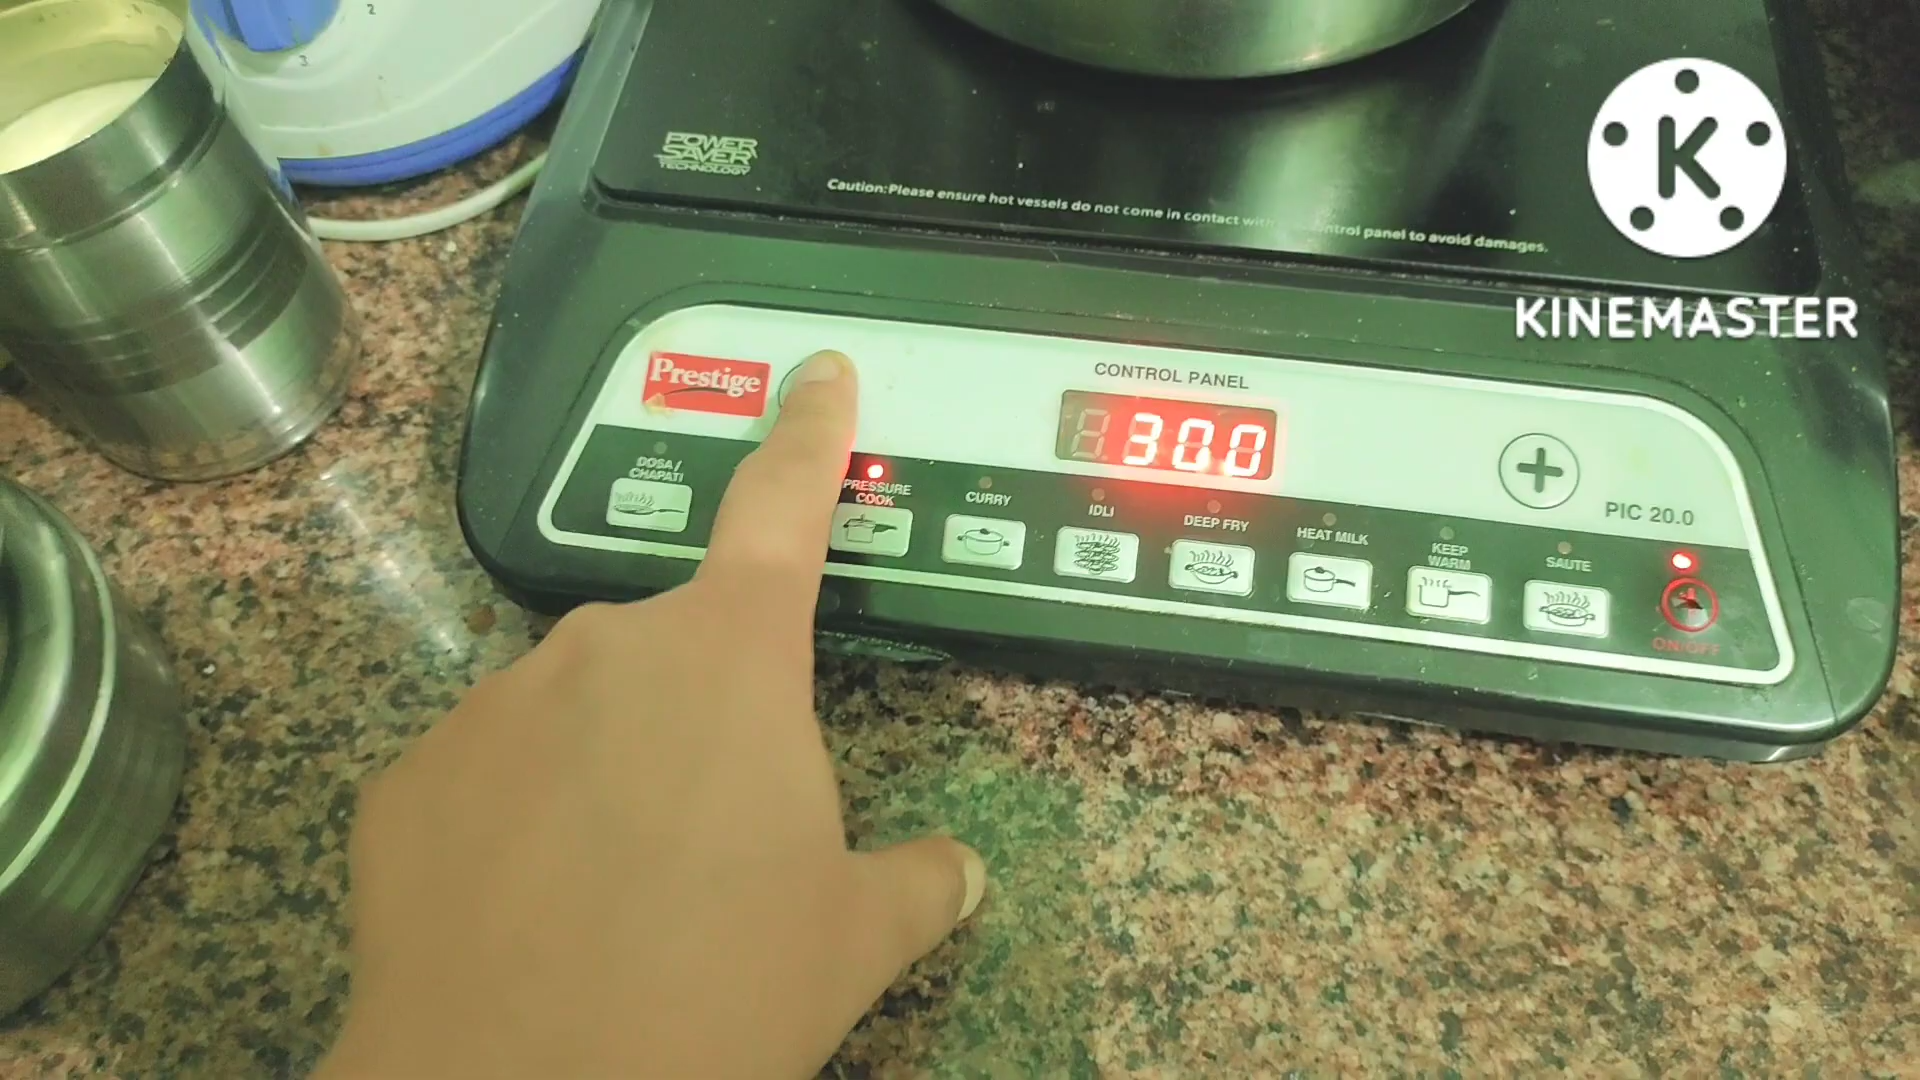 2
3
POWER
SAVER
TECHNOLOGY
Caution:Please ensure hot vessels do not come in contact control panel to avoid damages.
K
KINEMASTER
Prestige
CONTROL PANEL
300
+
PIC 20.0
DOSA /
CHAPATI
PRESSURE
COOK
CURRY
IDLI
DEEP FRY
HEAT MILK
KEEP
WARM
SAUTE
ON/OFF